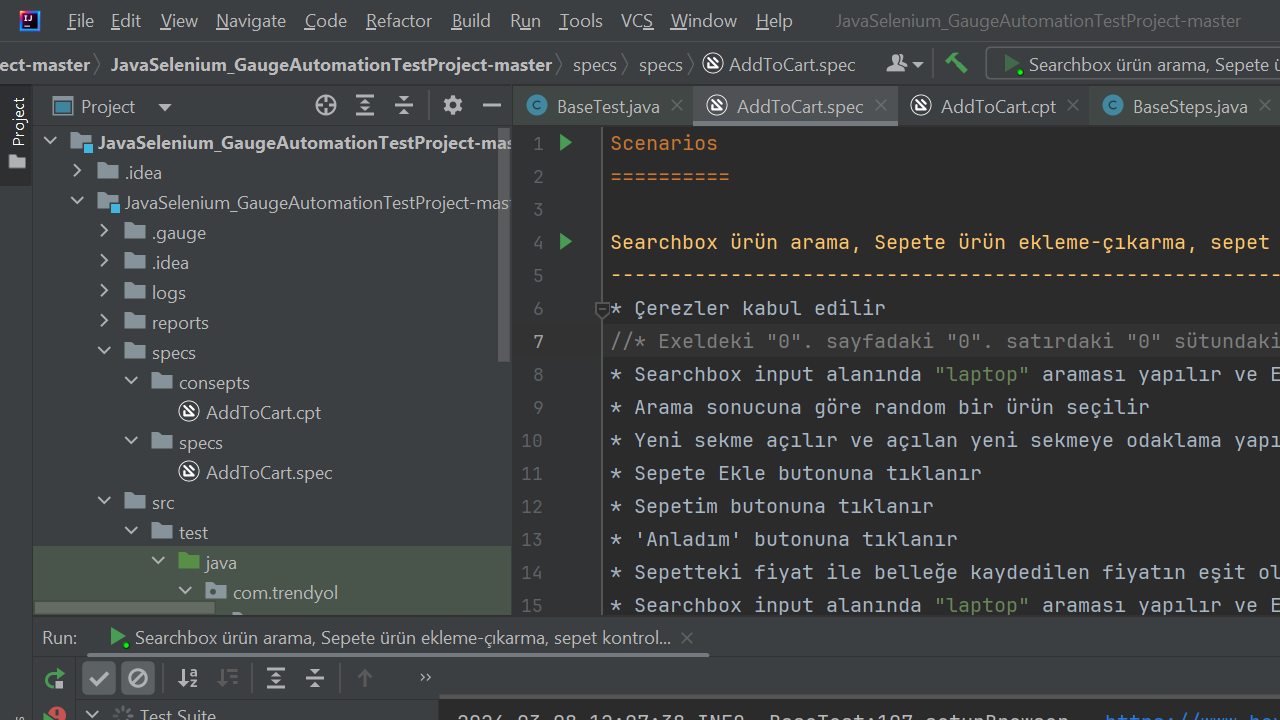 File Edit View Navigate Code Refactor Build Run Tools VCS Window Help JavaSelenium_GaugeAutomationTestProject-master
ect-master JavaSelenium_GaugeAutomationTestProject-master specs specs AddToCart.spec Searchbox ürün arama, Sepete ü
Project BaseTest.java AddToCart.spec AddToCart.cpt BaseSteps.java
Project
JavaSelenium_GaugeAutomationTestProject-mas
.idea
JavaSelenium_GaugeAutomationTestProject-mast
.gauge
.idea
logs
reports
specs
consepts
AddToCart.cpt
specs
AddToCart.spec
src
test
java
com.trendyol
1 Scenarios
2 ==========
3
4 Searchbox ürün arama, Sepete ürün ekleme-çıkarma, sepet
5 --------------------------------------------------------
6 * Çerezler kabul edilir
7 //* Exeldeki "0". sayfadaki "0". satırdaki "0" sütundaki
8 * Searchbox input alanında "laptop" araması yapılır ve E
9 * Arama sonucuna göre random bir ürün seçilir
10 * Yeni sekme açılır ve açılan yeni sekmeye odaklama yapı
11 * Sepete Ekle butonuna tıklanır
12 * Sepetim butonuna tıklanır
13 * 'Anladım' butonuna tıklanır
14 * Sepetteki fiyat ile belleğe kaydedilen fiyatın eşit ol
15 * Searchbox input alanında "laptop" araması yapılır ve E
Run: Searchbox ürün arama, Sepete ürün ekleme-çıkarma, sepet kontrol...
Test Suite